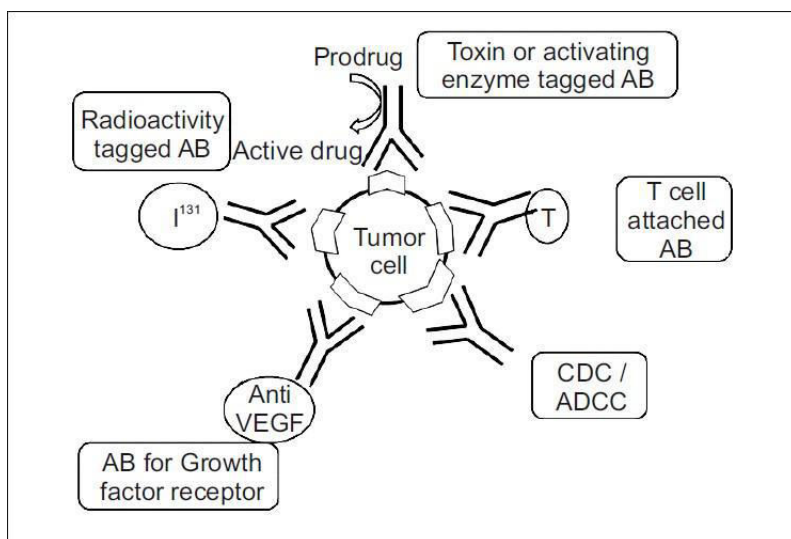 Prodrug
Toxin or activating
enzyme tagged AB
Radioactivity
tagged AB
Active drug
I¹³¹
Tumor
cell
T
T cell
attached
AB
Anti
VEGF
CDC /
ADCC
AB for Growth
factor receptor